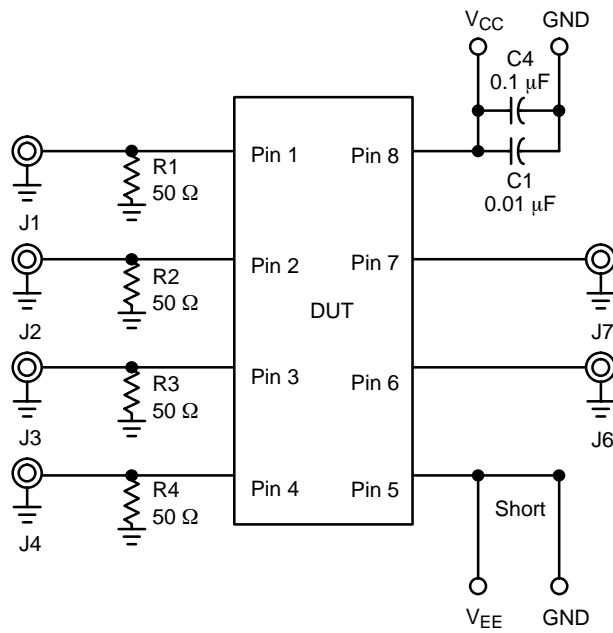 VCC
GND
C4
0.1 µF
C1
0.01 µF
J1
R1
50 Ω
Pin 1
Pin 8
J2
R2
50 Ω
Pin 2
Pin 7
J7
DUT
J3
R3
50 Ω
Pin 3
Pin 6
J6
J4
R4
50 Ω
Pin 4
Pin 5
Short
VEE
GND